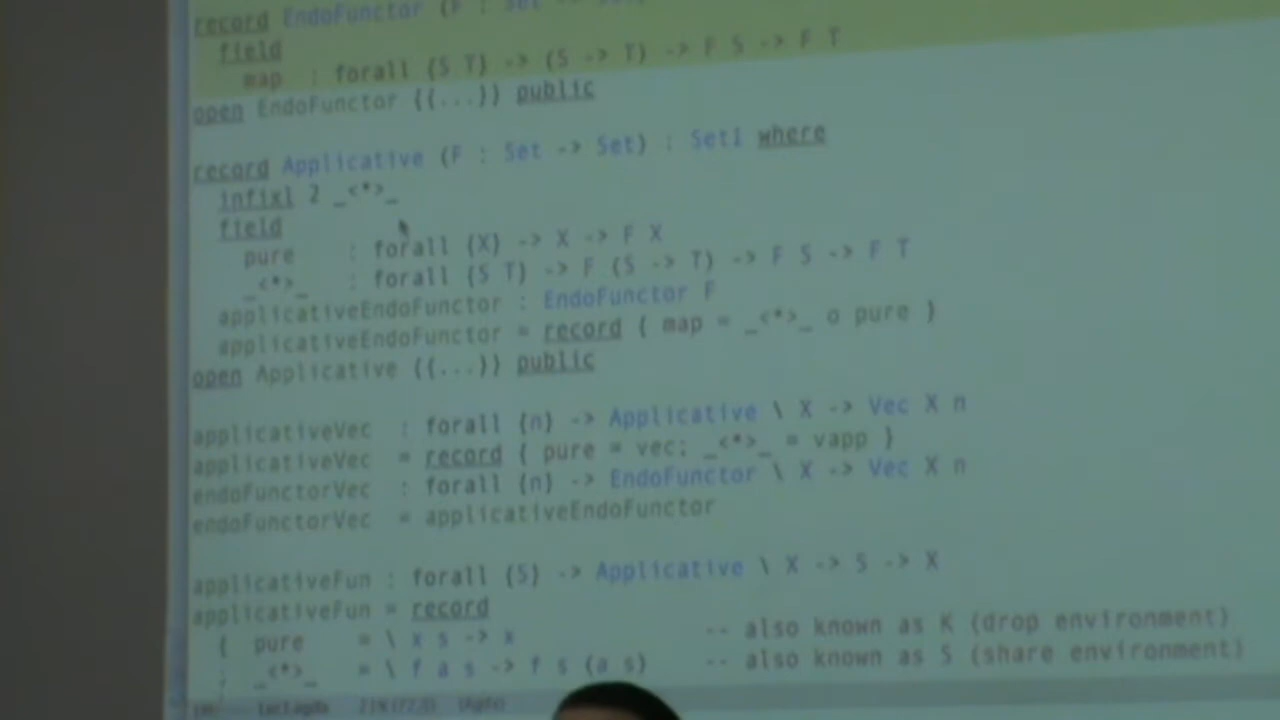 record EndoFunctor (F : Set -> Set)
field
map : forall {S T} -> (S -> T) -> F S -> F T
open EndoFunctor {{...}} public
record Applicative (F : Set -> Set) : Set1 where
infixl 2 _<*>_
field
pure : forall {X} -> X -> F X
_<*>_ : forall {S T} -> F (S -> T) -> F S -> F T
applicativeEndoFunctor : EndoFunctor F
applicativeEndoFunctor = record { map = _<*>_ o pure }
open Applicative {{...}} public
applicativeVec : forall {n} -> Applicative \ X -> Vec X n
applicativeVec = record { pure = vec; _<*>_ = vapp }
endoFunctorVec : forall {n} -> EndoFunctor \ X -> Vec X n
endoFunctorVec = applicativeEndoFunctor
applicativeFun : forall {S} -> Applicative \ X -> S -> X
applicativeFun = record
{ pure = \ x s -> x -- also known as K (drop environment)
; _<*>_ = \ f a s -> f s (a s) -- also known as S (share environment)
(Agda)